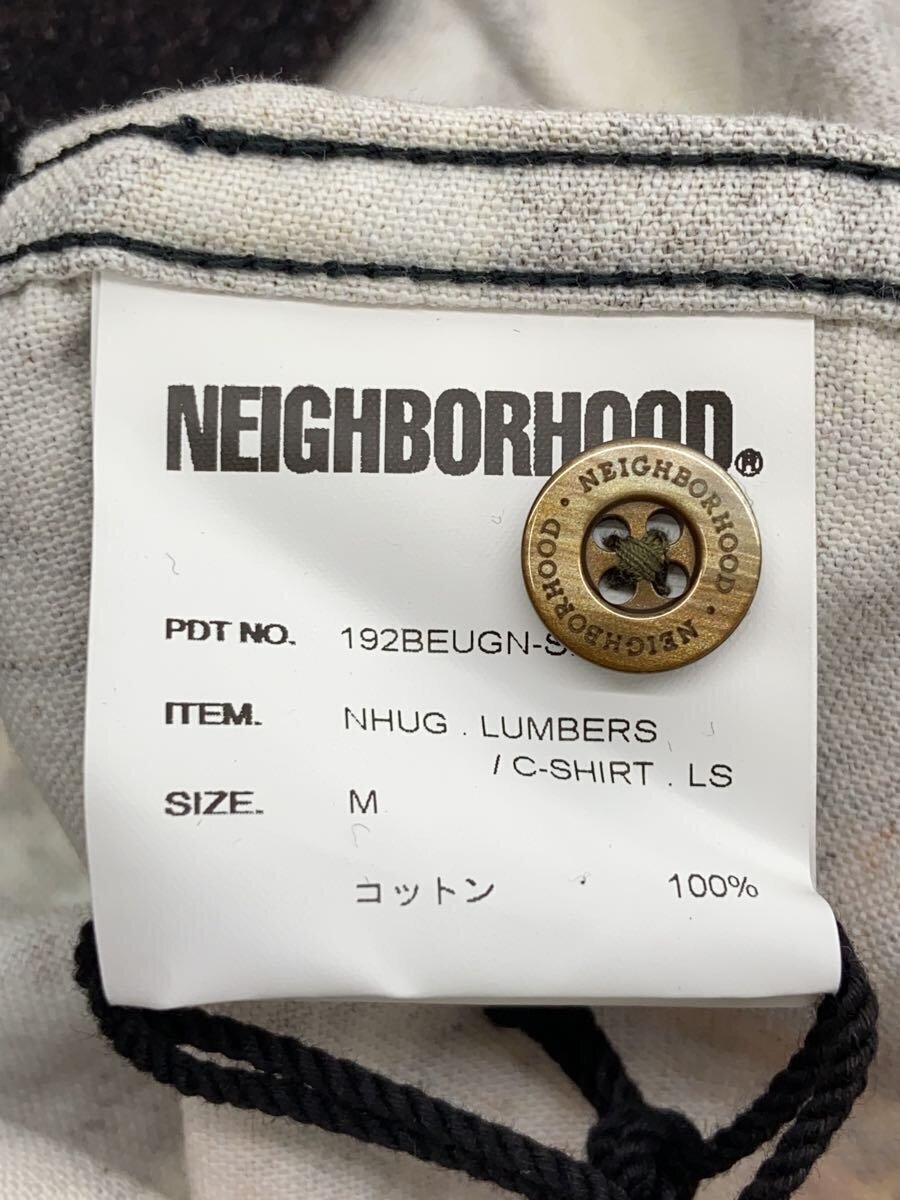 NEIGHBORHOOD®
NEIGHBORHOOD • NEIGHBORHOOD •
PDT NO. 192BEUGN-S
ITEM. NHUG . LUMBERS
/ C-SHIRT . LS
SIZE. M
コットン 100%